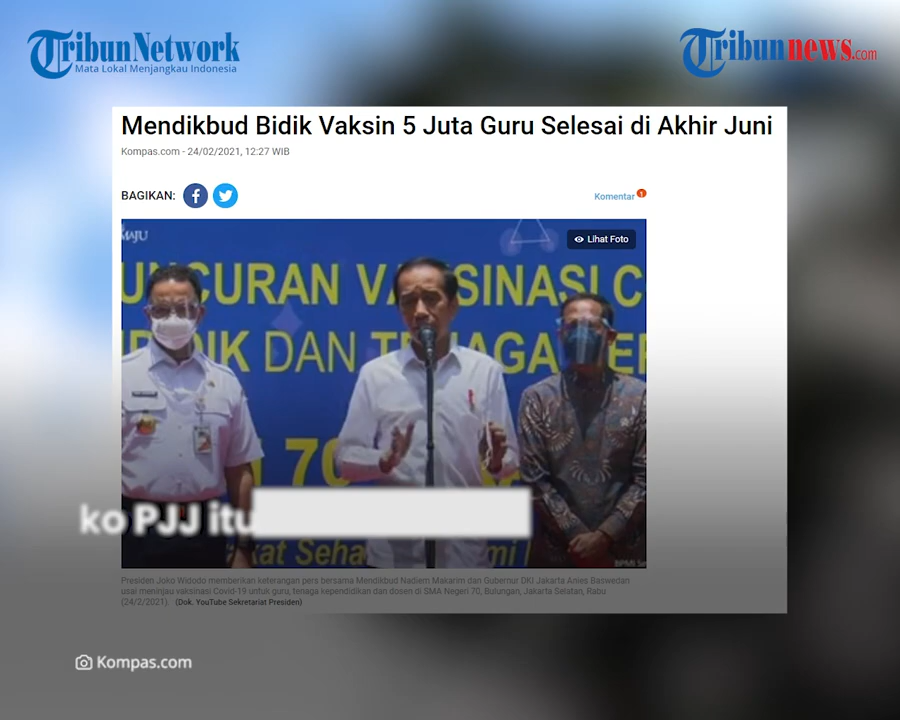 Tribun Network
Mata Lokal Menjangkau Indonesia
Tribunnews.com
Mendikbud Bidik Vaksin 5 Juta Guru Selesai di Akhir Juni
Kompas.com - 24/02/2021, 12:27 WIB
BAGIKAN:
Komentar 1
MAJU
Lihat Foto
UNCURAN VAKSINASI C
IDIK DAN TENAGA
70
ko PJJ itu
kat Seha
Presiden Joko Widodo memberikan keterangan pers bersama Mendikbud Nadiem Makarim dan Gubernur DKI Jakarta Anies Baswedan
usai meninjau vaksinasi Covid-19 untuk guru, tenaga kependidikan dan dosen di SMA Negeri 70, Bulungan, Jakarta Selatan, Rabu
(24/2/2021). (Dok. YouTube Sekretariat Presiden)
Kompas.com